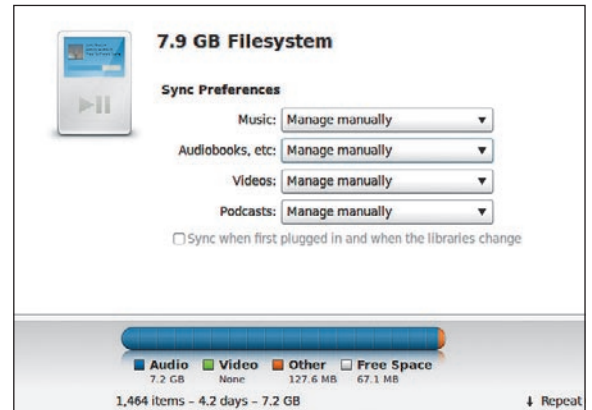 7.9 GB Filesystem
Sync Preferences
Music: Manage manually
Audiobooks, etc: Manage manually
Videos: Manage manually
Podcasts: Manage manually
Sync when first plugged in and when the libraries change
Audio Video Other Free Space
7.2 GB None 127.6 MB 67.1 MB
1,464 items – 4.2 days – 7.2 GB
Repeat